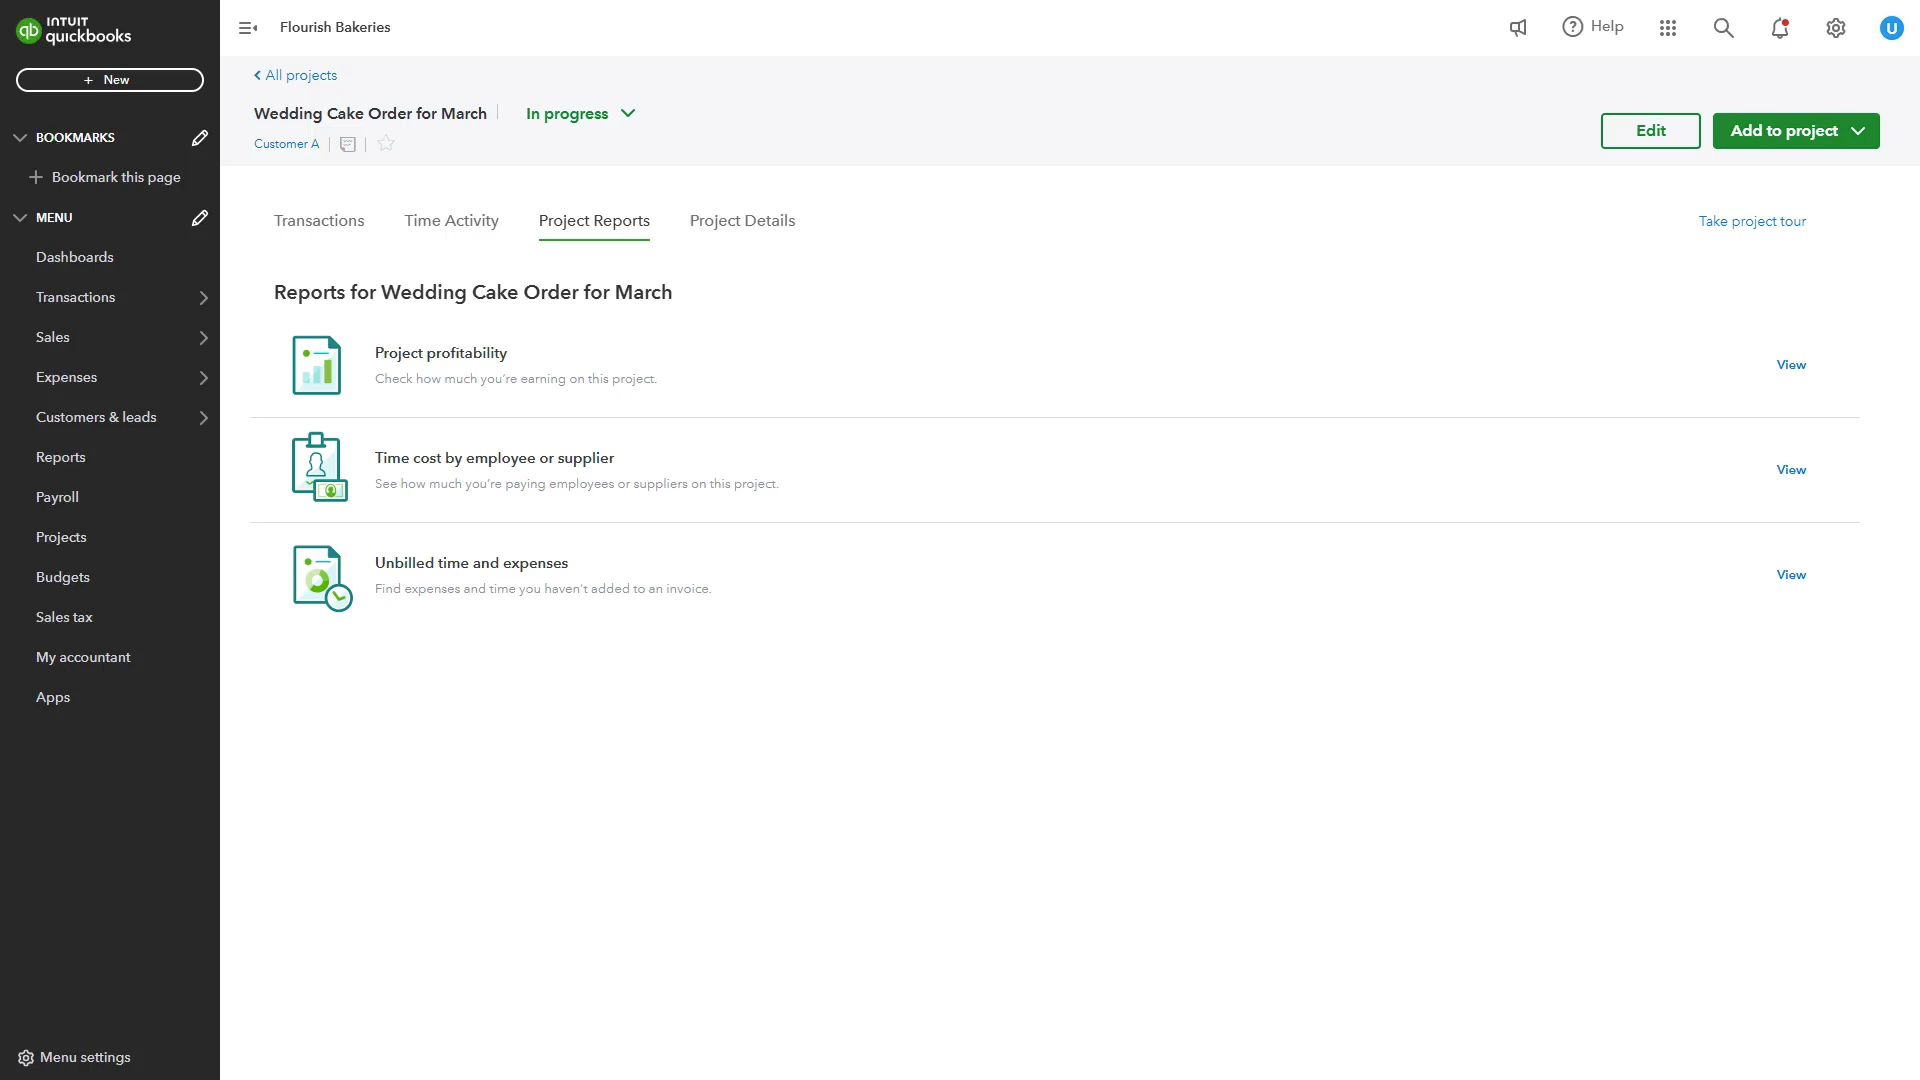 INTUIT
quickbooks
qb
Flourish Bakeries
Help
U
+ New
BOOKMARKS
Bookmark this page
MENU
Dashboards
Transactions
Sales
Expenses
Customers & leads
Reports
Payroll
Projects
Budgets
Sales tax
My accountant
Apps
Menu settings
All projects
Wedding Cake Order for March
In progress
Customer A
Edit
Add to project
Transactions
Time Activity
Project Reports
Project Details
Take project tour
Reports for Wedding Cake Order for March
Project profitability
Check how much you're earning on this project.
View
Time cost by employee or supplier
See how much you're paying employees or suppliers on this project.
View
Unbilled time and expenses
Find expenses and time you haven't added to an invoice.
View